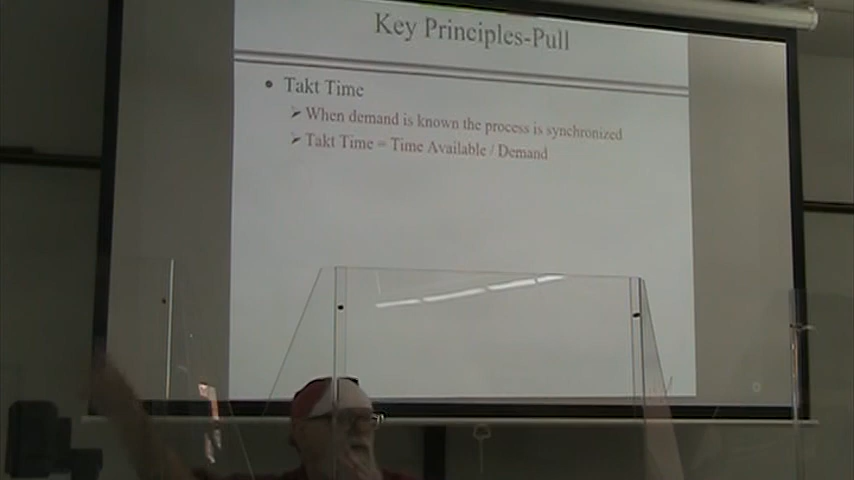 Key Principles-Pull
• Takt Time
➢ When demand is known the process is synchronized
➢ Takt Time = Time Available / Demand